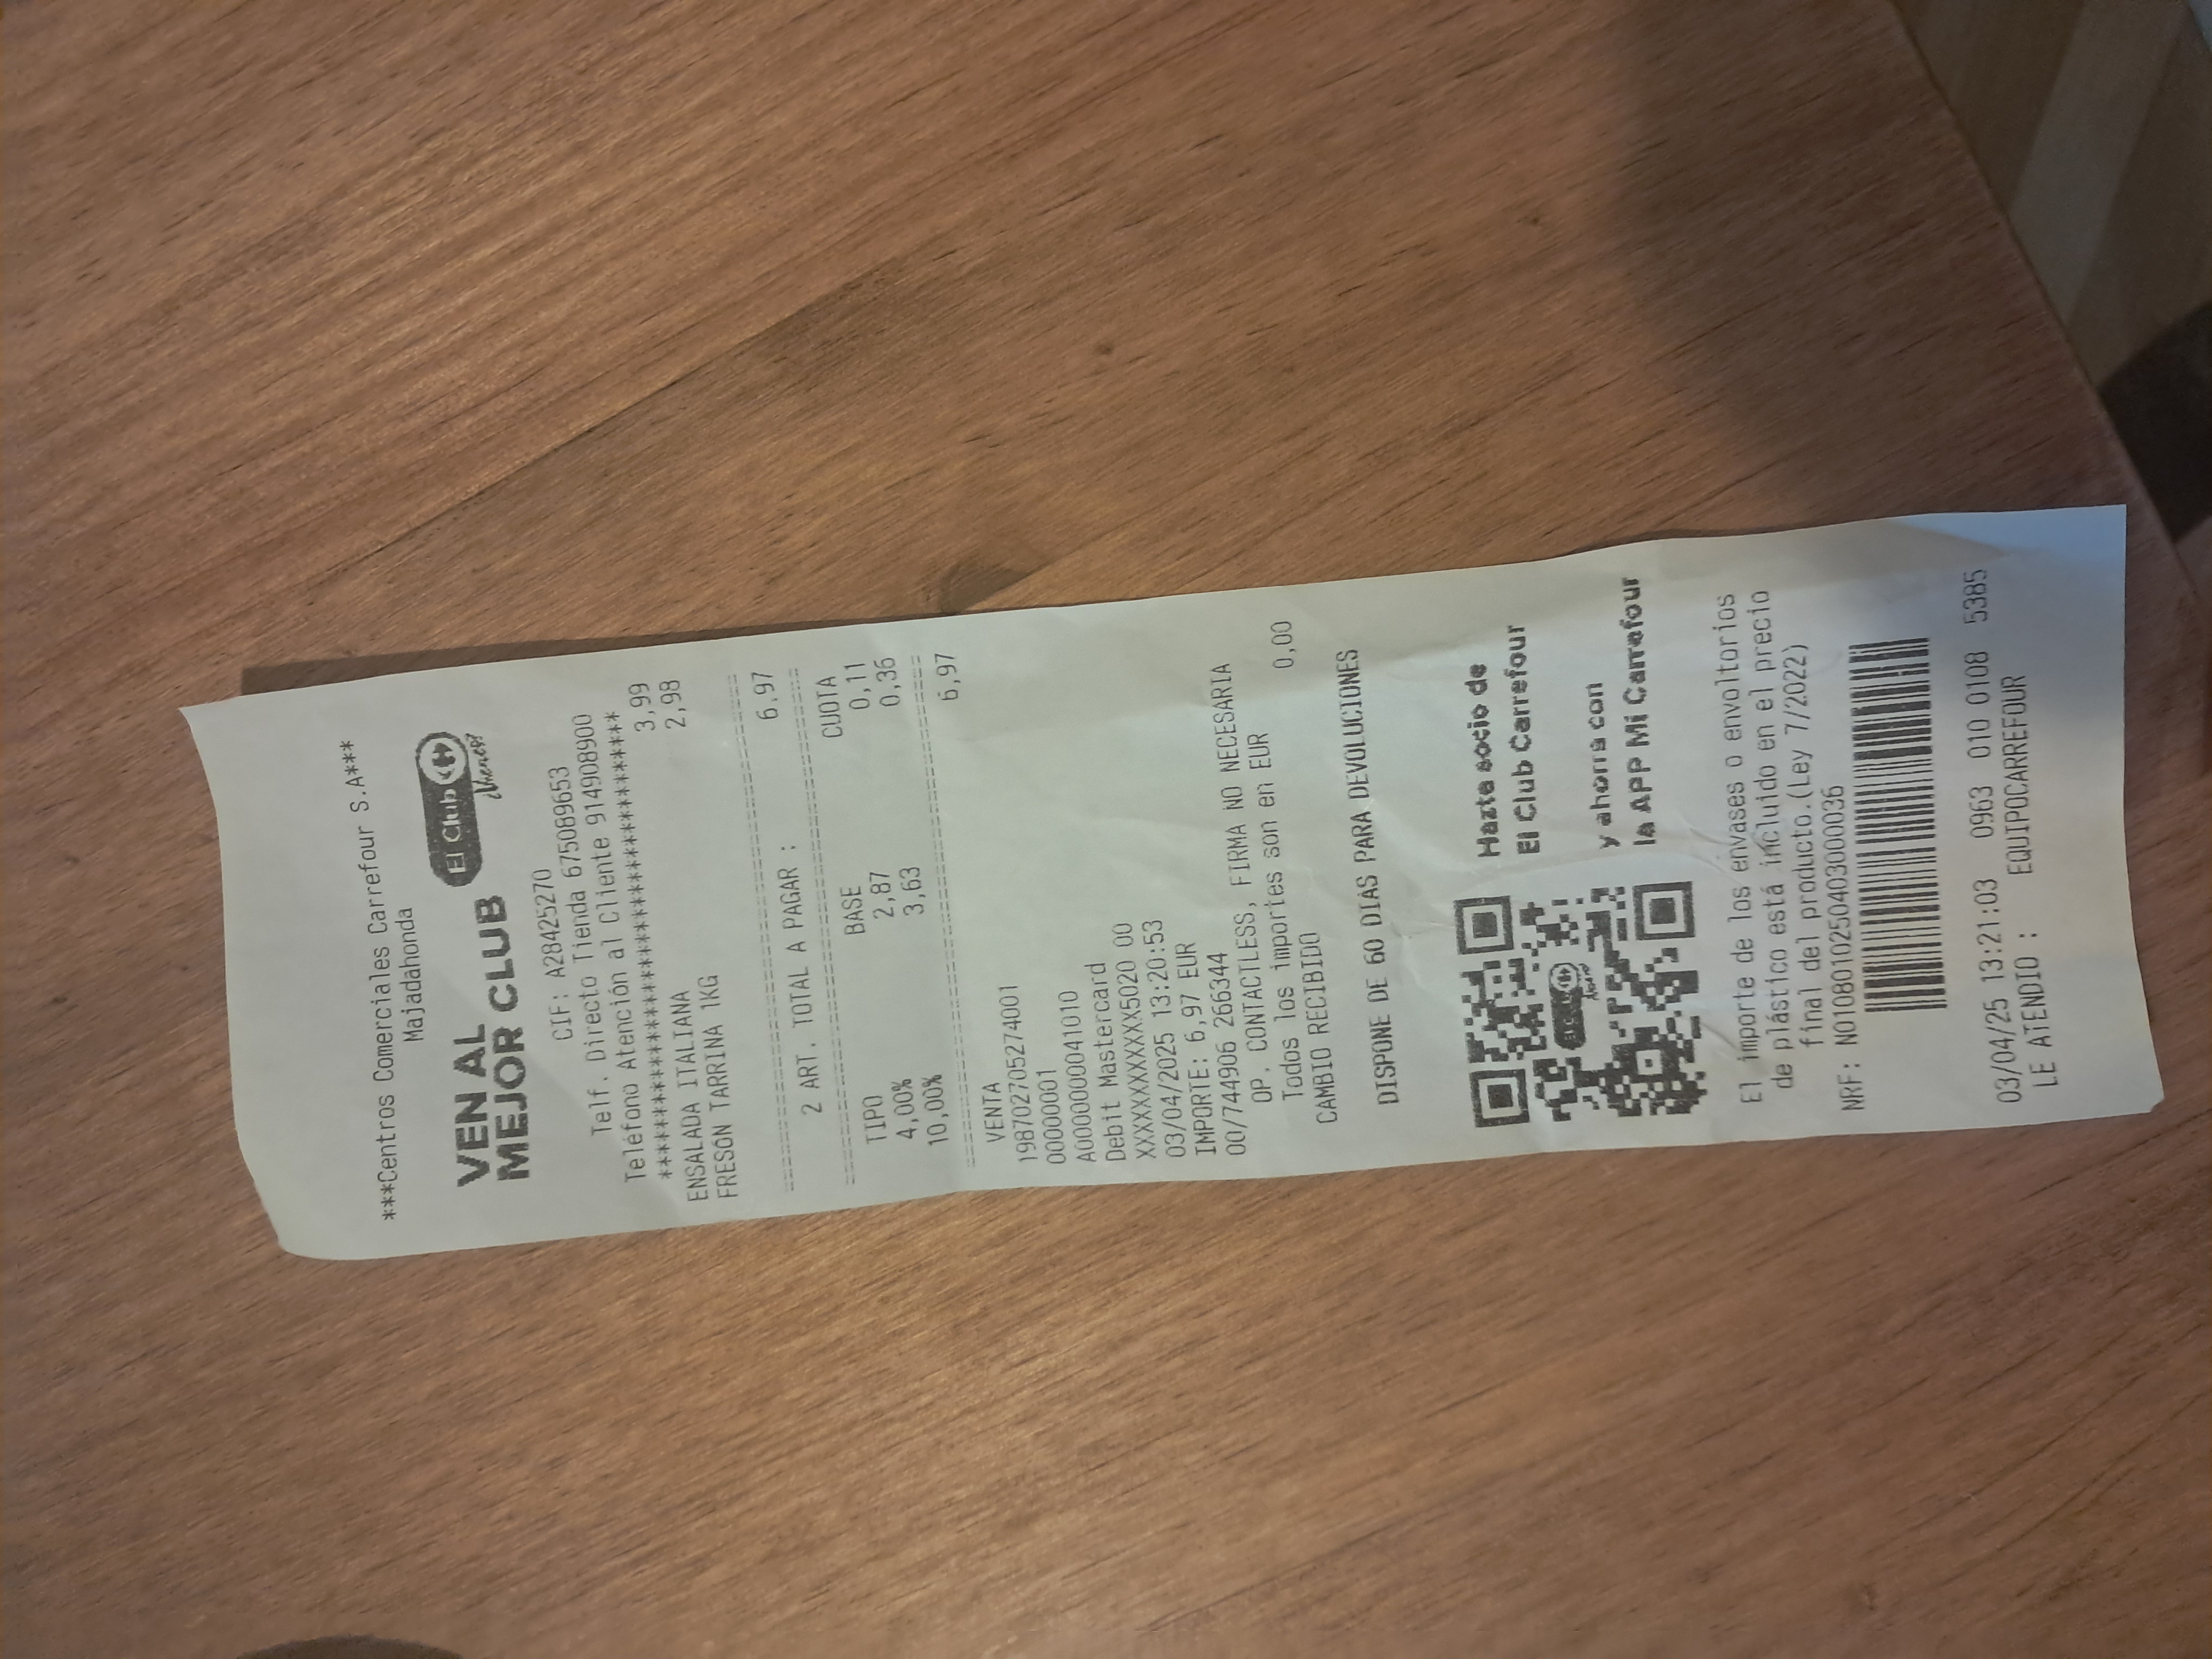 ***Centros Comerciales Carrefour S.A***
Majadahonda
VEN AL
MEJOR CLUB
El Club
¿Vienes?
CIF: A28425270
Telf. Directo Tienda 675089653
Teléfono Atención al Cliente 914908900
**************************************
ENSALADA ITALIANA 3,99
FRESÓN TARRINA 1KG 2,98
2 ART. TOTAL A PAGAR : 6,97
TIPO BASE CUOTA
4,00% 2,87 0,11
10,00% 3,63 0,36
VENTA 6,97
198702705274001
00000001
A0000000041010
Debit Mastercard
XXXXXXXXXXXX5020 00
03/04/2025 13:20:53
IMPORTE: 6,97 EUR
00/744906 266344
OP. CONTACTLESS, FIRMA NO NECESARIA
Todos los importes son en EUR
CAMBIO RECIBIDO 0,00
DISPONE DE 60 DIAS PARA DEVOLUCIONES
Hazte socio de
El Club Carrefour
y ahorra con
la APP Mi Carrefour
El importe de los envases o envoltorios
de plástico está incluido en el precio
final del producto.(Ley 7/2022)
NRF: N0108010250403000036
03/04/25 13:21:03 0963 010 0108 5385
LE ATENDIO : EQUIPOCARREFOUR